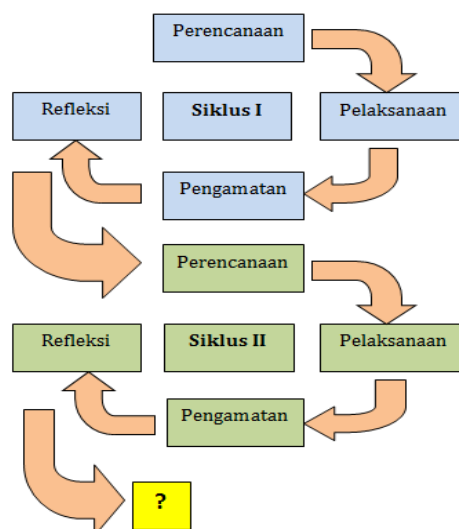 Perencanaan
Refleksi
Siklus I
Pelaksanaan
Pengamatan
Perencanaan
Refleksi
Siklus II
Pelaksanaan
Pengamatan
?